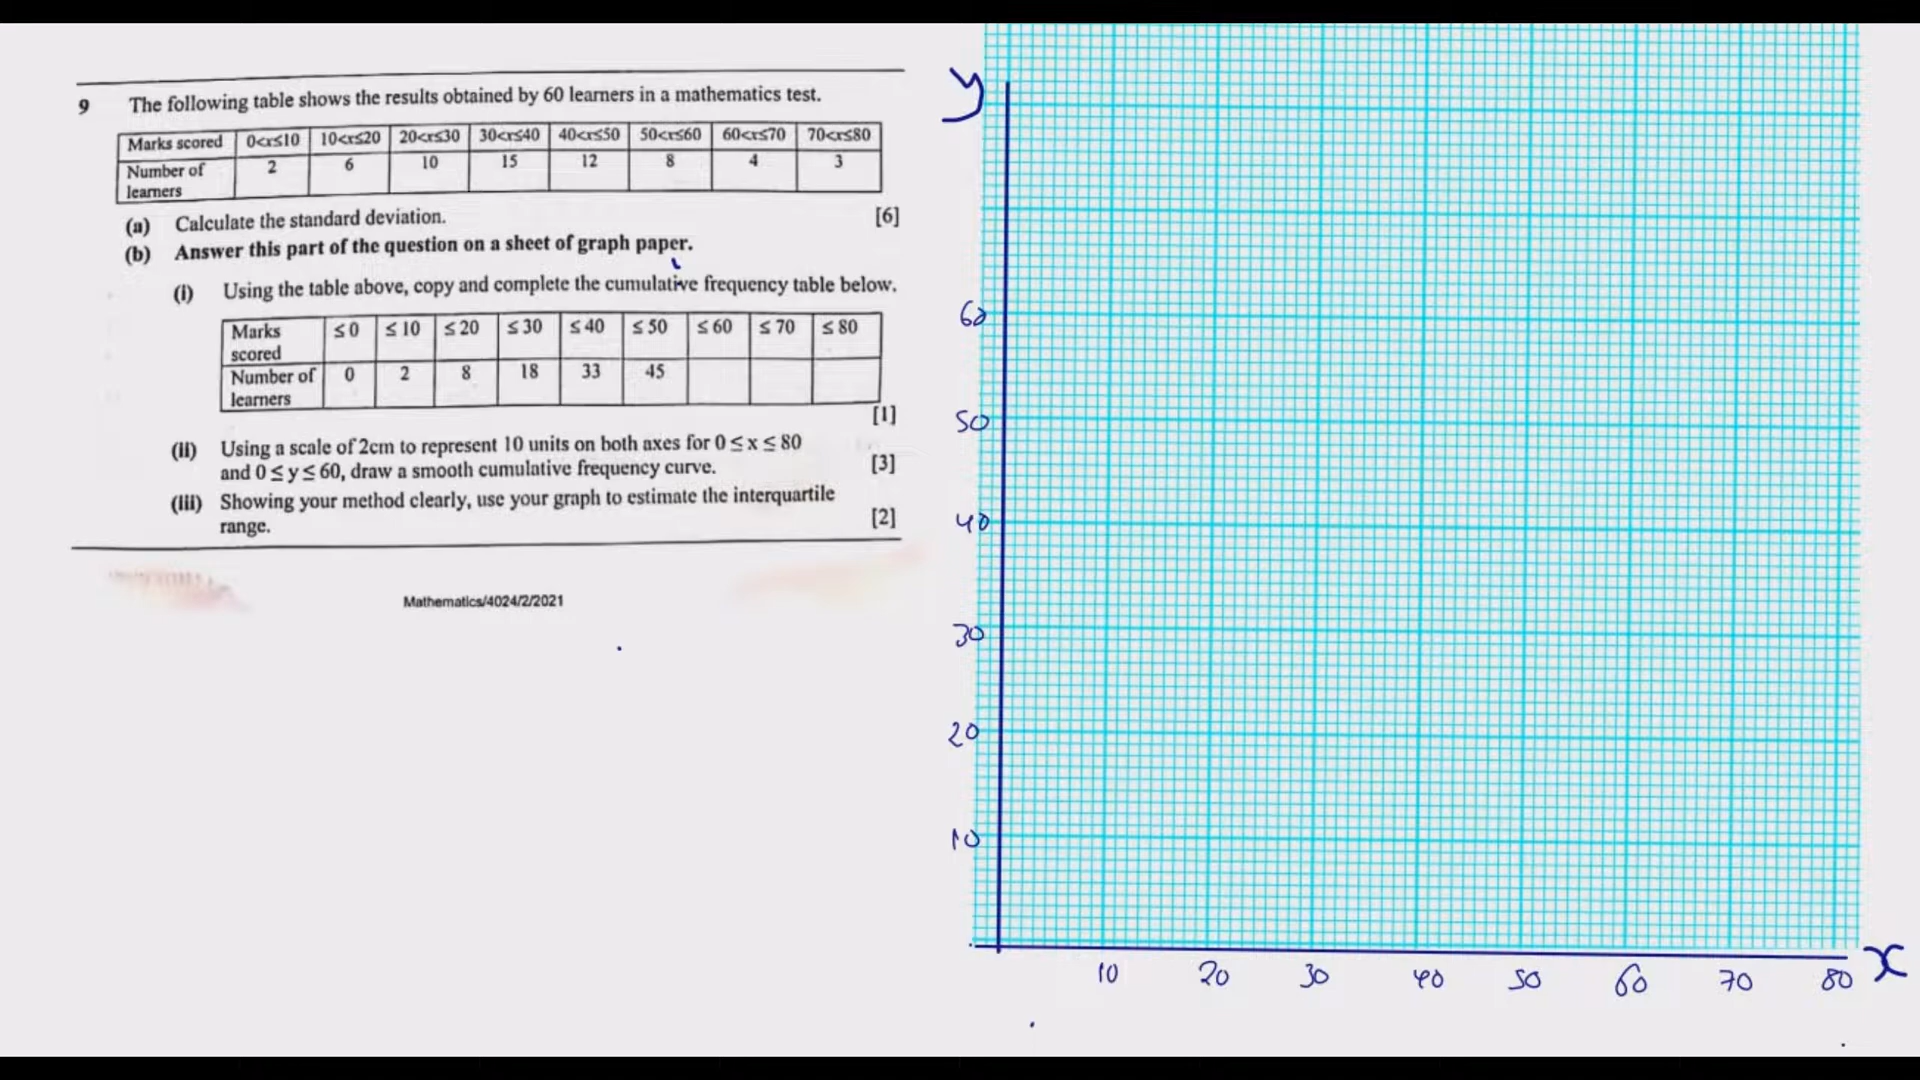 9 The following table shows the results obtained by 60 learners in a mathematics test.
Marks scored 0<x≤10 10<x≤20 20<x≤30 30<x≤40 40<x≤50 50<x≤60 60<x≤70 70<x≤80
Number of learners 2 6 10 15 12 8 4 3
(a) Calculate the standard deviation. [6]
(b) Answer this part of the question on a sheet of graph paper.
(i) Using the table above, copy and complete the cumulative frequency table below.
Marks scored ≤ 0 ≤ 10 ≤ 20 ≤ 30 ≤ 40 ≤ 50 ≤ 60 ≤ 70 ≤ 80
Number of learners 0 2 8 18 33 45
[1]
(ii) Using a scale of 2cm to represent 10 units on both axes for 0 ≤ x ≤ 80
and 0 ≤ y ≤ 60, draw a smooth cumulative frequency curve. [3]
(iii) Showing your method clearly, use your graph to estimate the interquartile
range. [2]
Mathematics/4024/2/2021
y
60
50
40
30
20
10
10 20 30 40 50 60 70 80 x